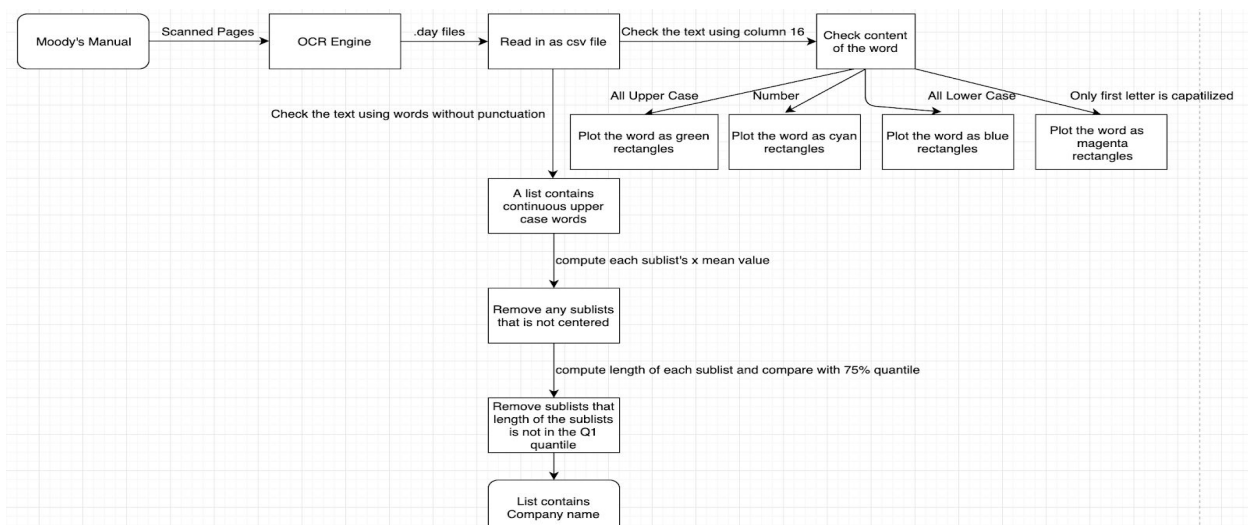 Moody's Manual
Scanned Pages
OCR Engine
.day files
Read in as csv file
Check the text using column 16
Check content
of the word
All Upper Case
Number
All Lower Case
Only first letter is capatilized
Check the text using words without punctuation
Plot the word as green
rectangles
Plot the word as cyan
rectangles
Plot the word as blue
rectangles
Plot the word as
magenta
rectangles
A list contains
continuous upper
case words
compute each sublist's x mean value
Remove any sublists
that is not centered
compute length of each sublist and compare with 75% quantile
Remove sublists that
length of the sublists
is not in the Q1
quantile
List contains
Company name